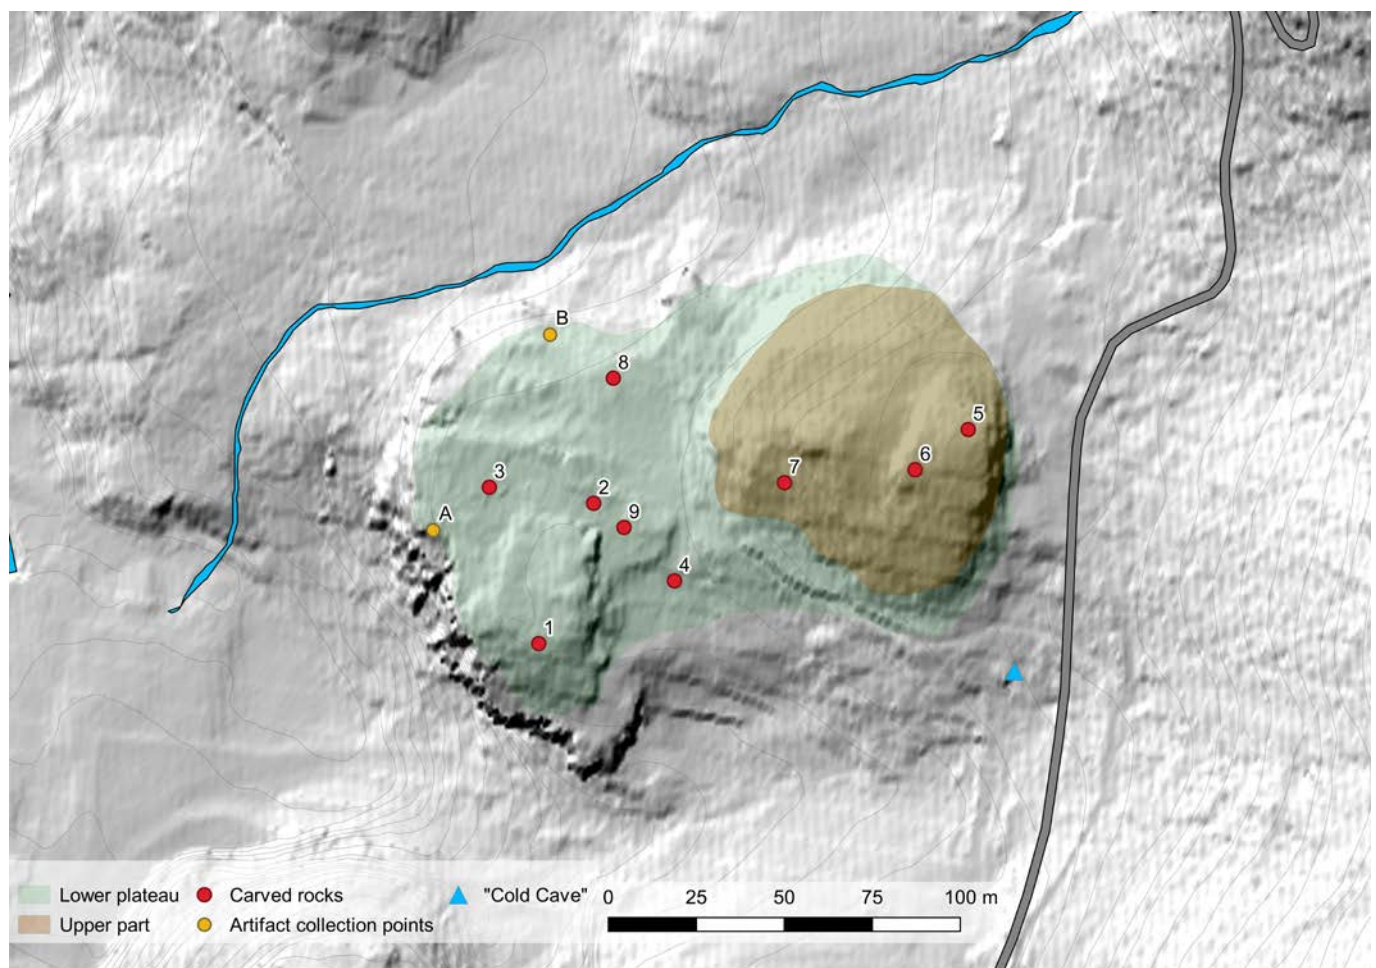 B
8
5
6
7
3
2
A
9
4
1
Lower plateau Carved rocks "Cold Cave" 0 25 50 75 100 m
Upper part Artifact collection points